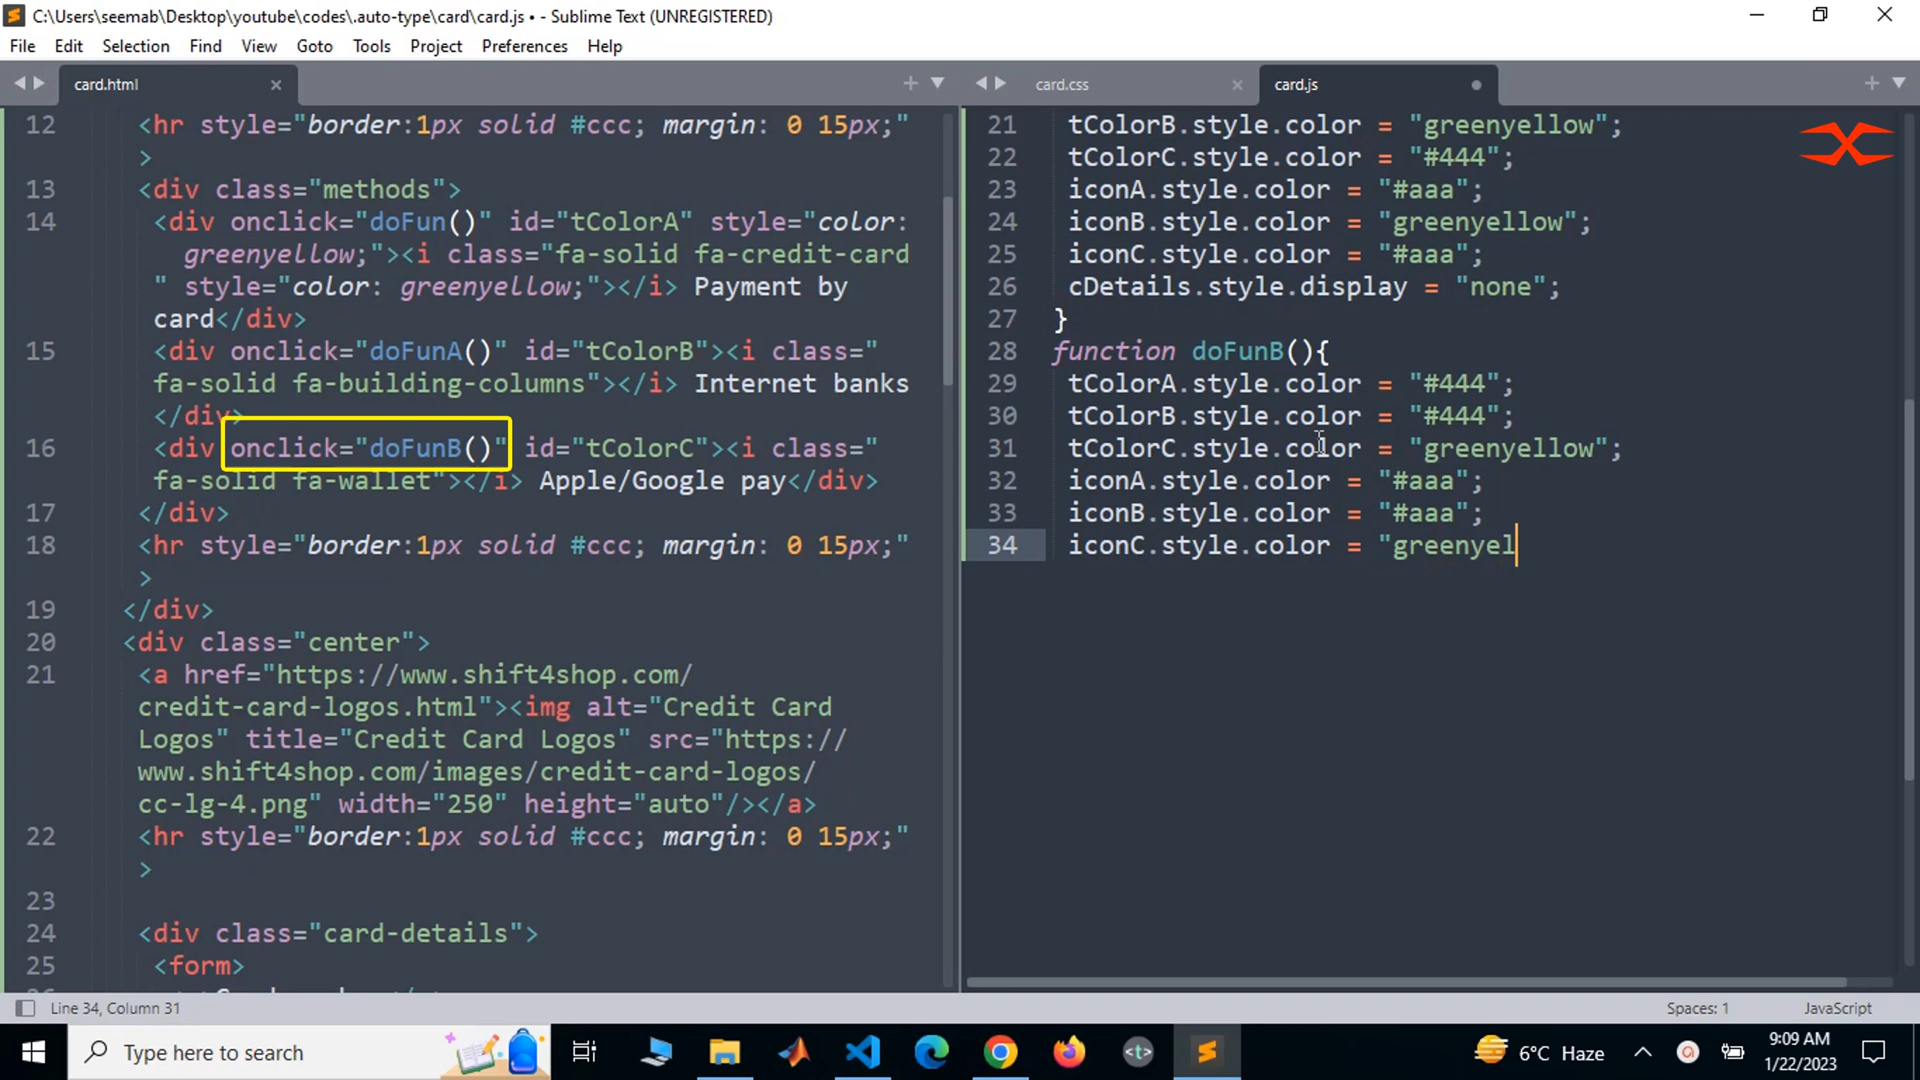 C:\Users\seemab\Desktop\youtube\codes\.auto-type\card\card.js • - Sublime Text (UNREGISTERED)
File Edit Selection Find View Goto Tools Project Preferences Help
card.html
12 <hr style="border:1px solid #ccc; margin: 0 15px;"
>
13 <div class="methods">
14 <div onclick="doFun()" id="tColorA" style="color:
greenyellow;"><i class="fa-solid fa-credit-card
" style="color: greenyellow;"></i> Payment by
card</div>
15 <div onclick="doFunA()" id="tColorB"><i class="
fa-solid fa-building-columns"></i> Internet banks
</div>
16 <div onclick="doFunB()" id="tColorC"><i class="
fa-solid fa-wallet"></i> Apple/Google pay</div>
17 </div>
18 <hr style="border:1px solid #ccc; margin: 0 15px;"
>
19 </div>
20 <div class="center">
21 <a href="https://www.shift4shop.com/
credit-card-logos.html"><img alt="Credit Card
Logos" title="Credit Card Logos" src="https://
www.shift4shop.com/images/credit-card-logos/
cc-lg-4.png" width="250" height="auto"/></a>
22 <hr style="border:1px solid #ccc; margin: 0 15px;"
>
23
24 <div class="card-details">
25 <form>
card.css card.js
21 tColorB.style.color = "greenyellow";
22 tColorC.style.color = "#444";
23 iconA.style.color = "#aaa";
24 iconB.style.color = "greenyellow";
25 iconC.style.color = "#aaa";
26 cDetails.style.display = "none";
27 }
28 function doFunB(){
29 tColorA.style.color = "#444";
30 tColorB.style.color = "#444";
31 tColorC.style.color = "greenyellow";
32 iconA.style.color = "#aaa";
33 iconB.style.color = "#aaa";
34 iconC.style.color = "greenyel
Line 34, Column 31
Spaces: 1 JavaScript
Type here to search
<t>
6°C Haze
9:09 AM
1/22/2023